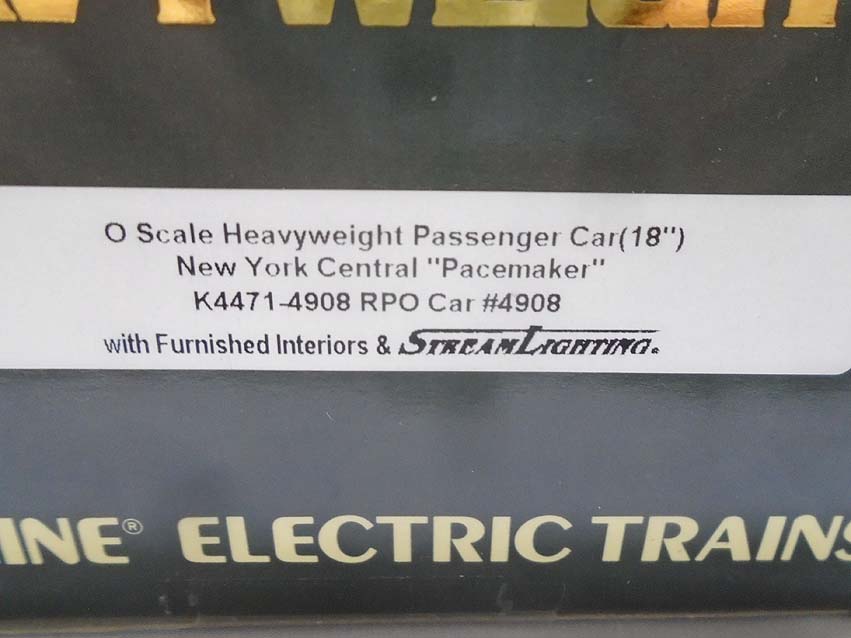 O Scale Heavyweight Passenger Car(18")
New York Central "Pacemaker"
K4471-4908 RPO Car #4908
with Furnished Interiors & STREAMLIGHTING.
INE® ELECTRIC TRAINS